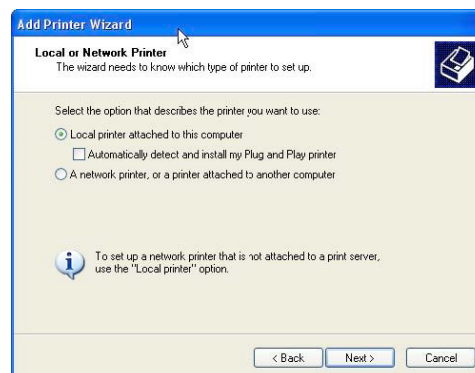 Add Printer Wizard
Local or Network Printer
The wizard needs to know which type of printer to set up.
Select the option that describes the printer you want to use:
Local printer attached to this computer
Automatically detect and install my Plug and Play printer
A network printer, or a printer attached to another computer
To set up a network printer that is not attached to a print server,
use the "Local printer" option.
< Back
Next >
Cancel